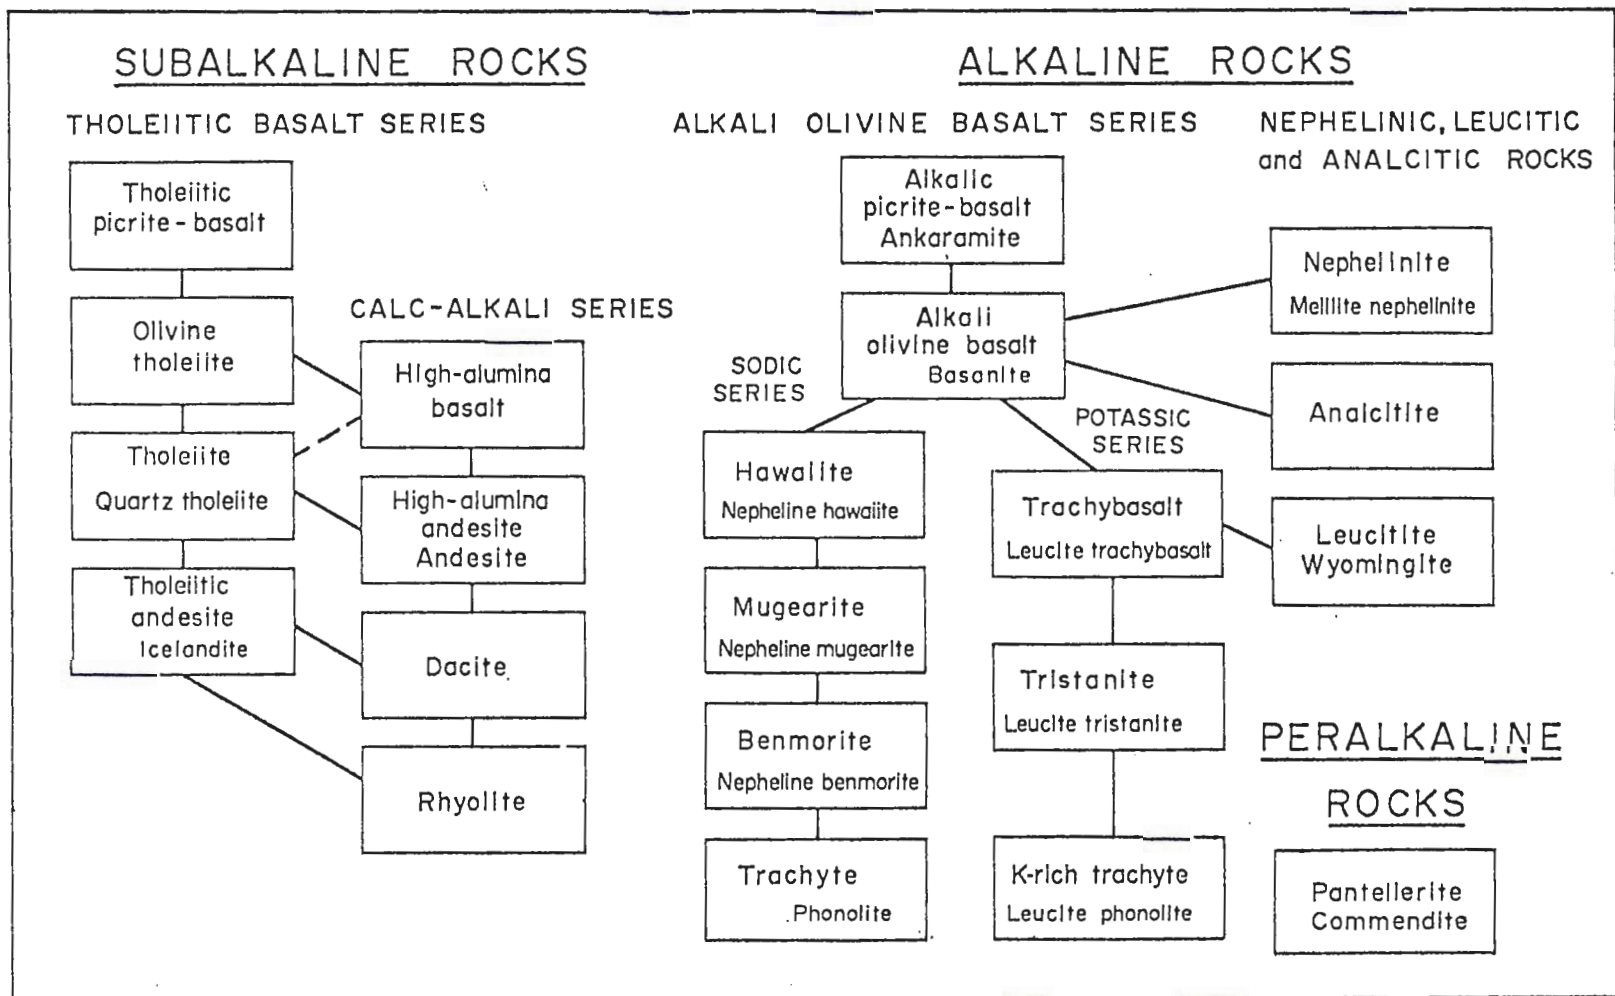 SUBALKALINE ROCKS
THOLEIITIC BASALT SERIES
Tholeiitic
picrite-basalt
Olivine
tholeiite
Tholeiite
Quartz tholeiite
Tholeiitic
andesite
Icelandite
CALC-ALKALI SERIES
High-alumina
basalt
High-alumina
andesite
Andesite
Dacite
Rhyolite
ALKALINE ROCKS
ALKALI OLIVINE BASALT SERIES
Alkalic
picrite-basalt
Ankaramite
Alkali
olivine basalt
Basanite
SODIC
SERIES
Hawaiite
Nepheline hawaiite
Mugearite
Nepheline mugearite
Benmorite
Nepheline benmorite
Trachyte
Phonolite
POTASSIC
SERIES
Trachybasalt
Leucite trachybasalt
Tristanite
Leucite tristanite
K-rich trachyte
Leucite phonolite
NEPHELINIC, LEUCITIC
and ANALCITIC ROCKS
Nephelinite
Melilite nephelinite
Analcitite
Leucitite
Wyomingite
PERALKALINE
ROCKS
Pantellerite
Commendite